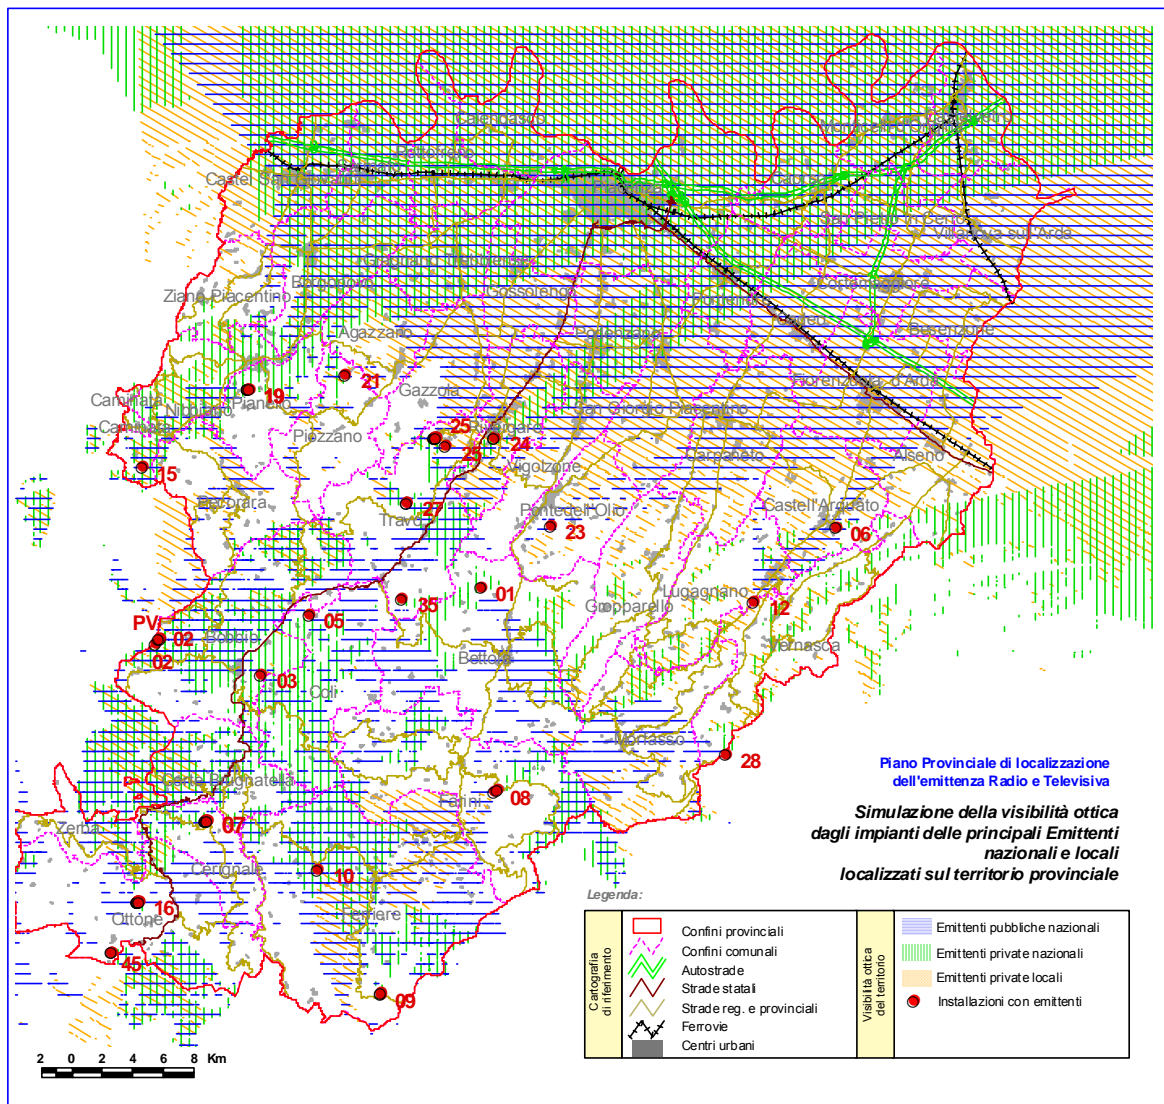 Calendasco
Rottofreno
Castel San Giovanni
Sarmato
Piacenza
Monticelli d'Ongina
Caorso
San Pietro in Cerro
Villanova sull'Arda
Gragnano Trebbiense
Borgonovo
Ziano Piacentino
Gossolengo
Cortemaggiore
Pontenure
Cadeo
Besenzone
Agazzano
Podenzano
Fiorenzuola d'Arda
21
Gazzola
19
Pianello
Caminata
Nibbiano
San Giorgio Piacentino
Caminata
Piozzano
25
Rivergaro
24
25
Vigolzone
Carpaneto
Alseno
15
Pecorara
27
Travo
Pontedell'Olio
Castell'Arquato
23
06
01
35
Gropparello
Lugagnano
12
05
PV/
02
02
Bobbio
Vernasca
Bettola
03
Coli
Morfasso
28
Corte Brugnatella
Farini
08
Zerba
07
Cerignale
10
16
Ottone
Ferriere
45
09
Piano Provinciale di localizzazione
dell'emittenza Radio e Televisiva
Simulazione della visibilità ottica
dagli impianti delle principali Emittenti
nazionali e locali
localizzati sul territorio provinciale
Legenda:
Cartografia
di riferimento
Confini provinciali
Confini comunali
Autostrade
Strade statali
Strade reg. e provinciali
Ferrovie
Centri urbani
Visibilità ottica
del territorio
Emittenti pubbliche nazionali
Emittenti private nazionali
Emittenti private locali
Installazioni con emittenti
2 0 2 4 6 8 Km